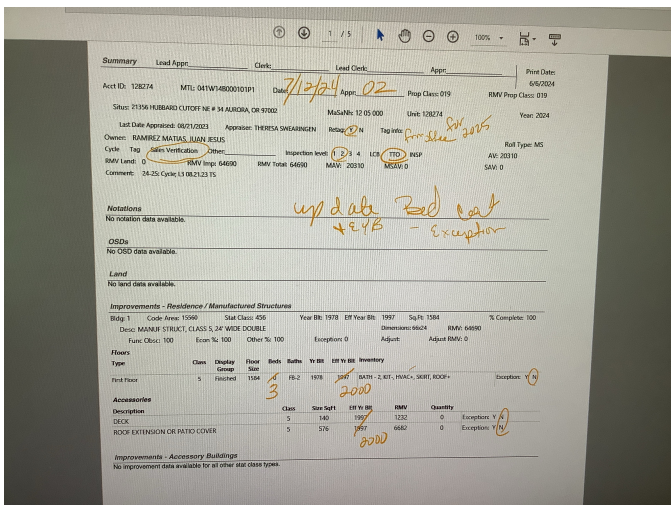 1 / 5 100%
Summary Lead Appr: Clerk: Lead Clerk: Appr: Print Date:
6/6/2024
Acct ID: 128274 MTL: 041W14B000101P1 Date: 7/12/24 Appr: 02 Prop Class: 019 RMV Prop Class: 019
Situs: 21356 HUBBARD CUTOFF NE # 34 AURORA, OR 97002 MaSaNh: 12 05 000 Unit: 128274 Year: 2024
Last Date Appraised: 08/21/2023 Appraiser: THERESA SWEARINGEN Retag: Y N Tag info: for 2025
Owner: RAMIREZ MATIAS, JUAN JESUS Roll Type: MS
Cycle Tag Sales Verification Other: Inspection level: 1 2 3 4 LCB TTO INSP AV: 20310
RMV Land: 0 RMV Imp: 64690 RMV Total: 64690 MAV: 20310 MSAV: 0 SAV: 0
Comment: 24-25: Cycle; L3 08.21.23 TS
update Bed
+ EYB - Exception
Notations
No notation data available.
OSDs
No OSD data available.
Land
No land data available.
Improvements - Residence / Manufactured Structures
Bldg: 1 Code Area: 15560 Stat Class: 456 Year Blt: 1978 Eff Year Blt: 1997 Sq.Ft: 1584 % Complete: 100
Desc: MANUF STRUCT, CLASS 5, 24' WIDE DOUBLE Dimensions: 66x24 RMV: 64690
Func Obsc: 100 Econ %: 100 Other %: 100 Exception: 0 Adjust: Adjust RMV: 0
Floors
Type Class Display Group Floor Size Beds Baths Yr Blt Eff Yr Blt Inventory
First Floor 5 Finished 1584 FB-2 1978 1997 BATH - 2, KIT-, HVAC+, SKIRT, ROOF+ Exception: Y N
3 2000
Accessories
Description Class Size Sqft Eff Yr Blt RMV Quantity
DECK 5 140 1997 1232 0 Exception: Y N
ROOF EXTENSION OR PATIO COVER 5 576 1997 6682 0 Exception: Y N
2000
Improvements - Accessory Buildings
No improvement data available for all other stat class types.